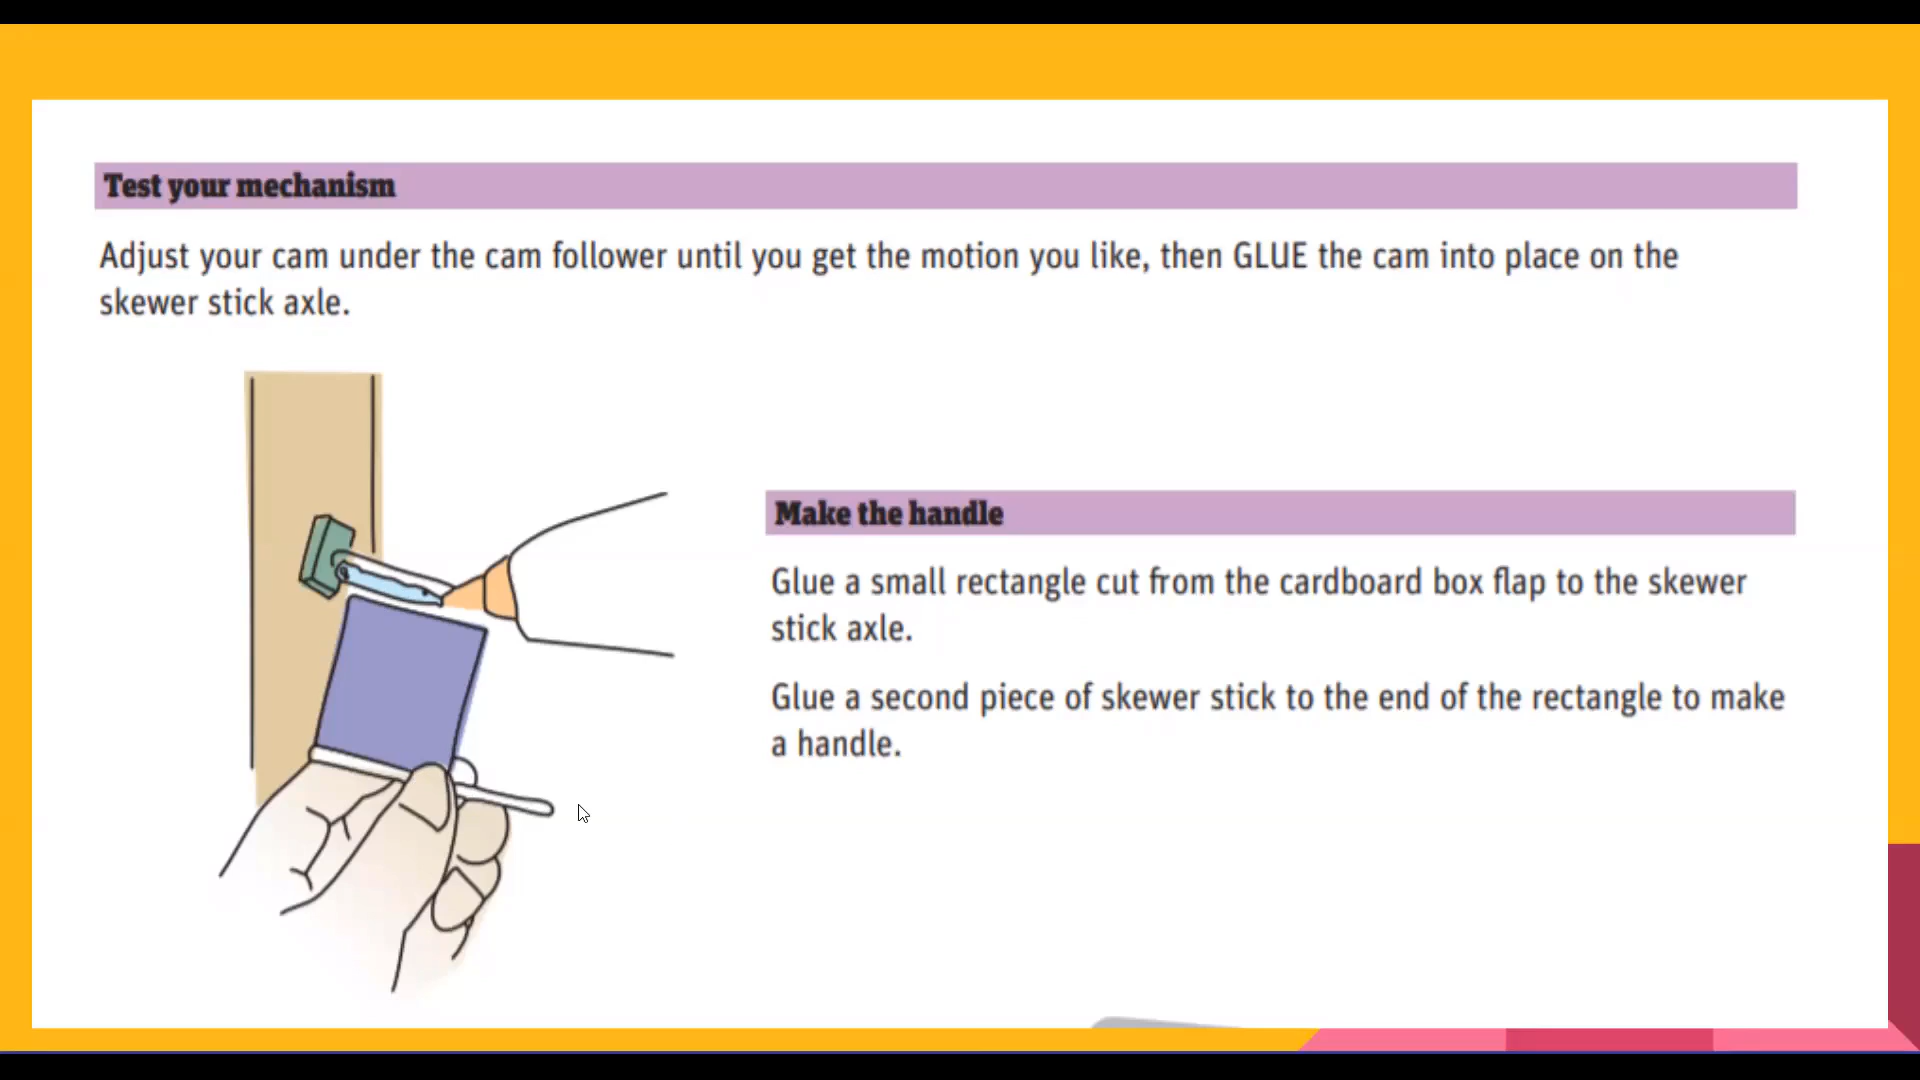 Test your mechanism
Adjust your cam under the cam follower until you get the motion you like, then GLUE the cam into place on the
skewer stick axle.
Make the handle
Glue a small rectangle cut from the cardboard box flap to the skewer
stick axle.
Glue a second piece of skewer stick to the end of the rectangle to make
a handle.